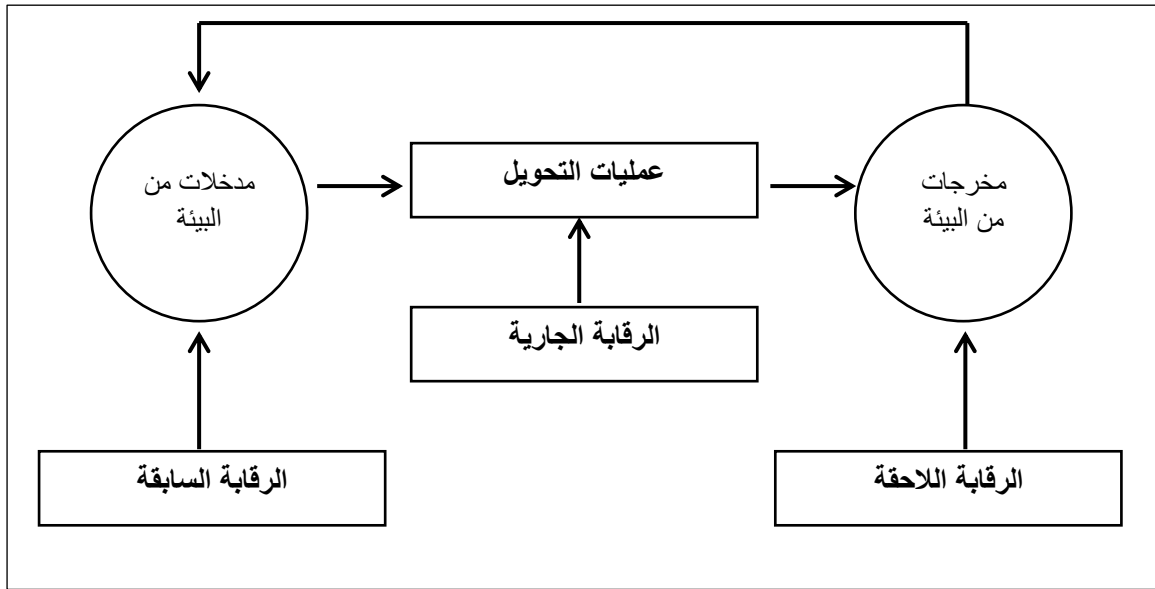 مدخلات من
البيئة
عمليات التحويل
مخرجات
من البيئة
الرقابة الجارية
الرقابة السابقة
الرقابة اللاحقة